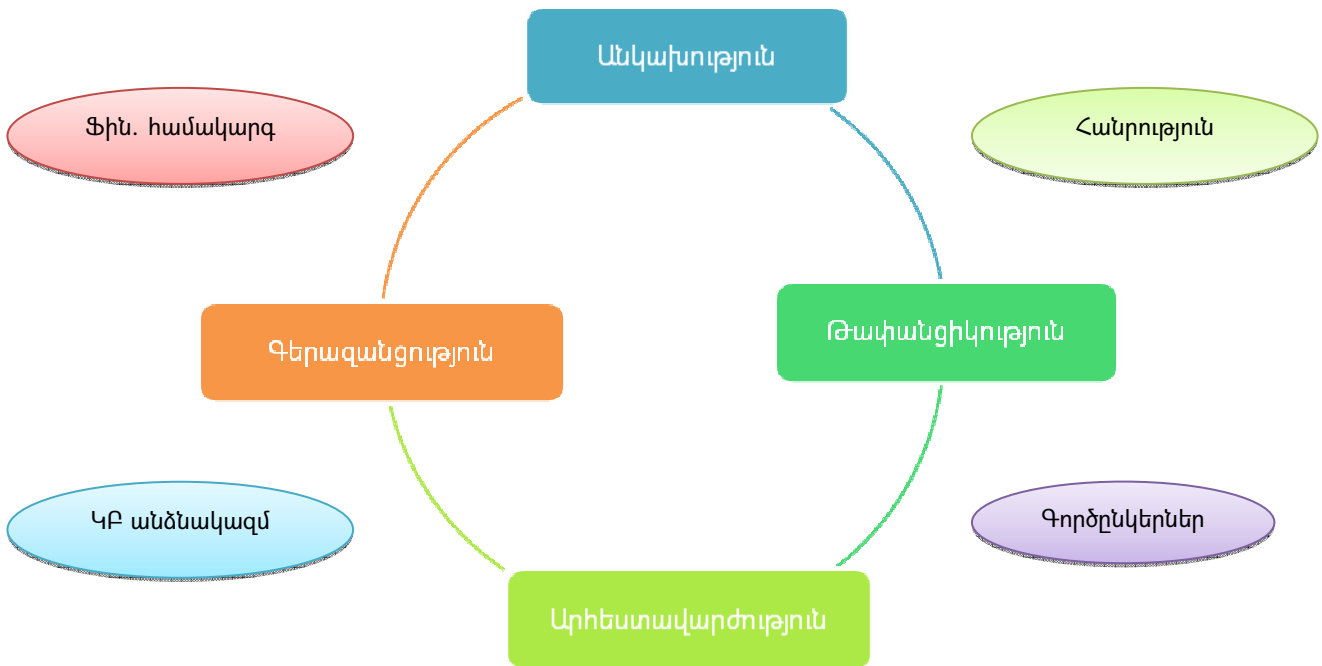 Անկախություն
Ֆին. համակարգ
Հանրություն
Գերազանցություն
Թափանցիկություն
ԿԲ անձնակազմ
Գործընկերներ
Արհեստավարժություն